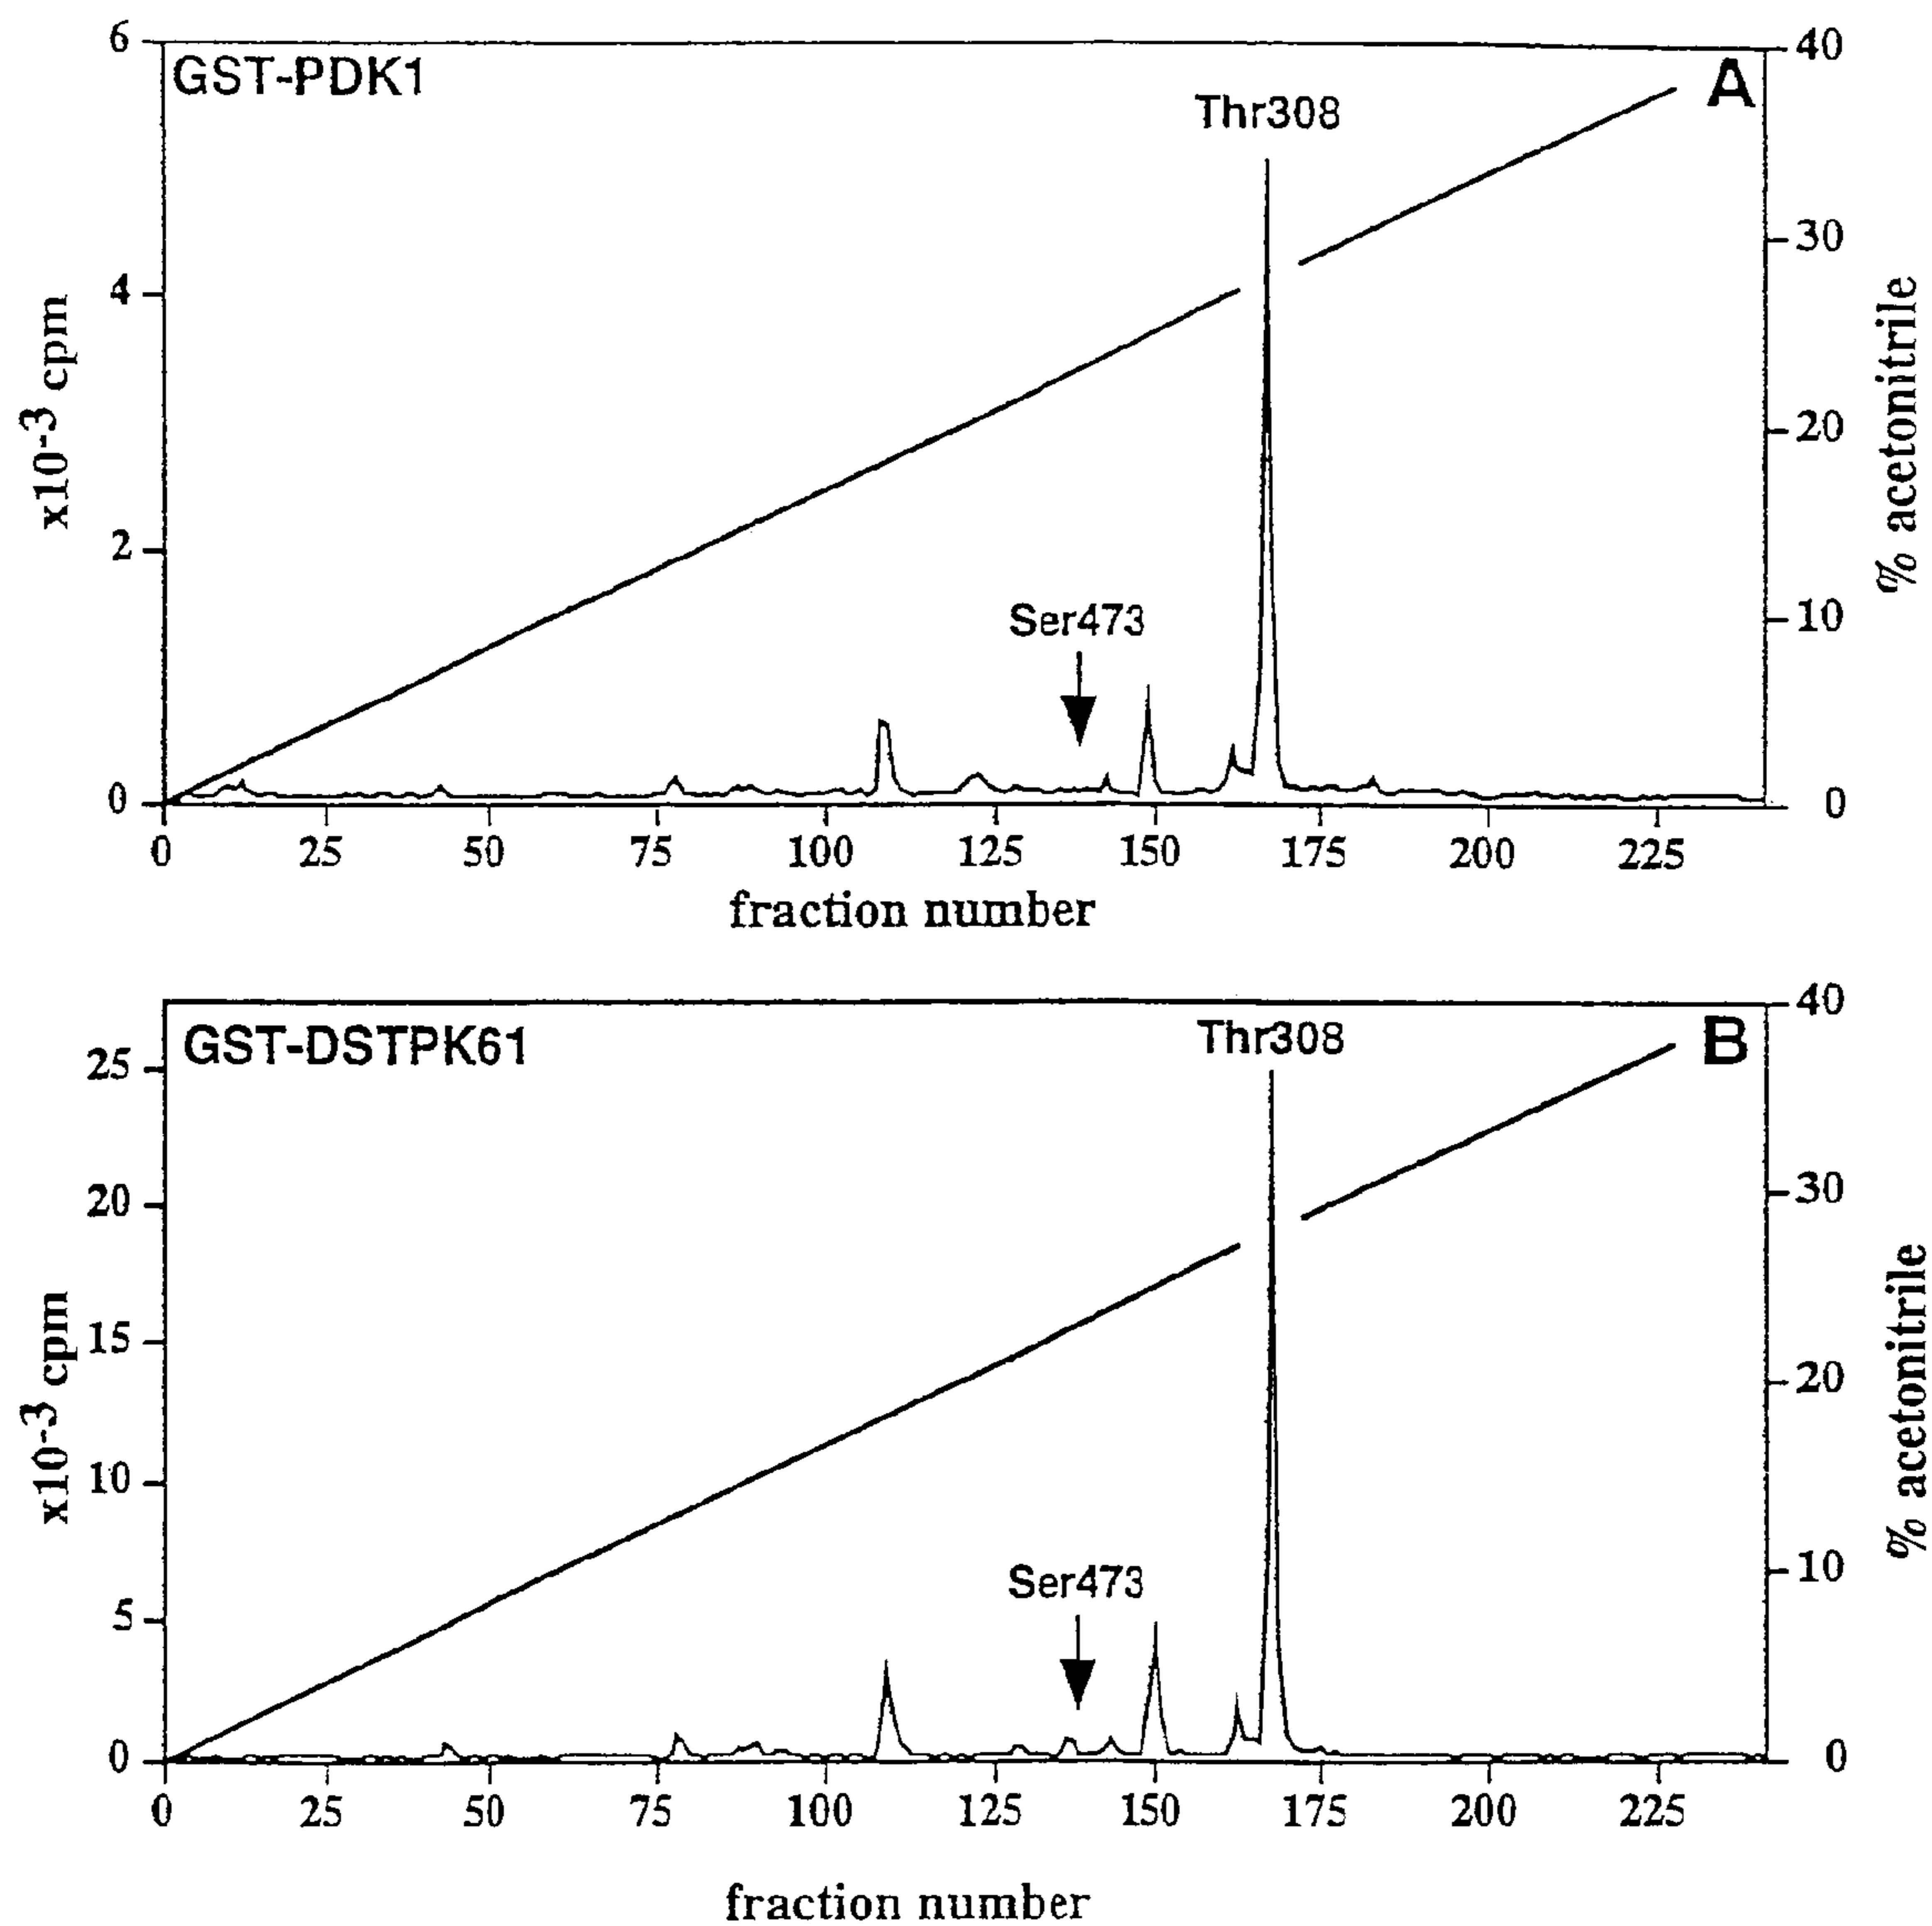 6 40
GST-PDK1 A
Thr308
30
4
x10-3 cpm
% acetonitrile
20
2
Ser473
10
0 0
0 25 50 75 100 125 150 175 200 225
fraction number
40
GST-DSTPK61 Thr308 B
25
20 30
x10-3 cpm
% acetonitrile
15
20
10
Ser473
10
5
0 0
0 25 50 75 100 125 150 175 200 225
fraction number